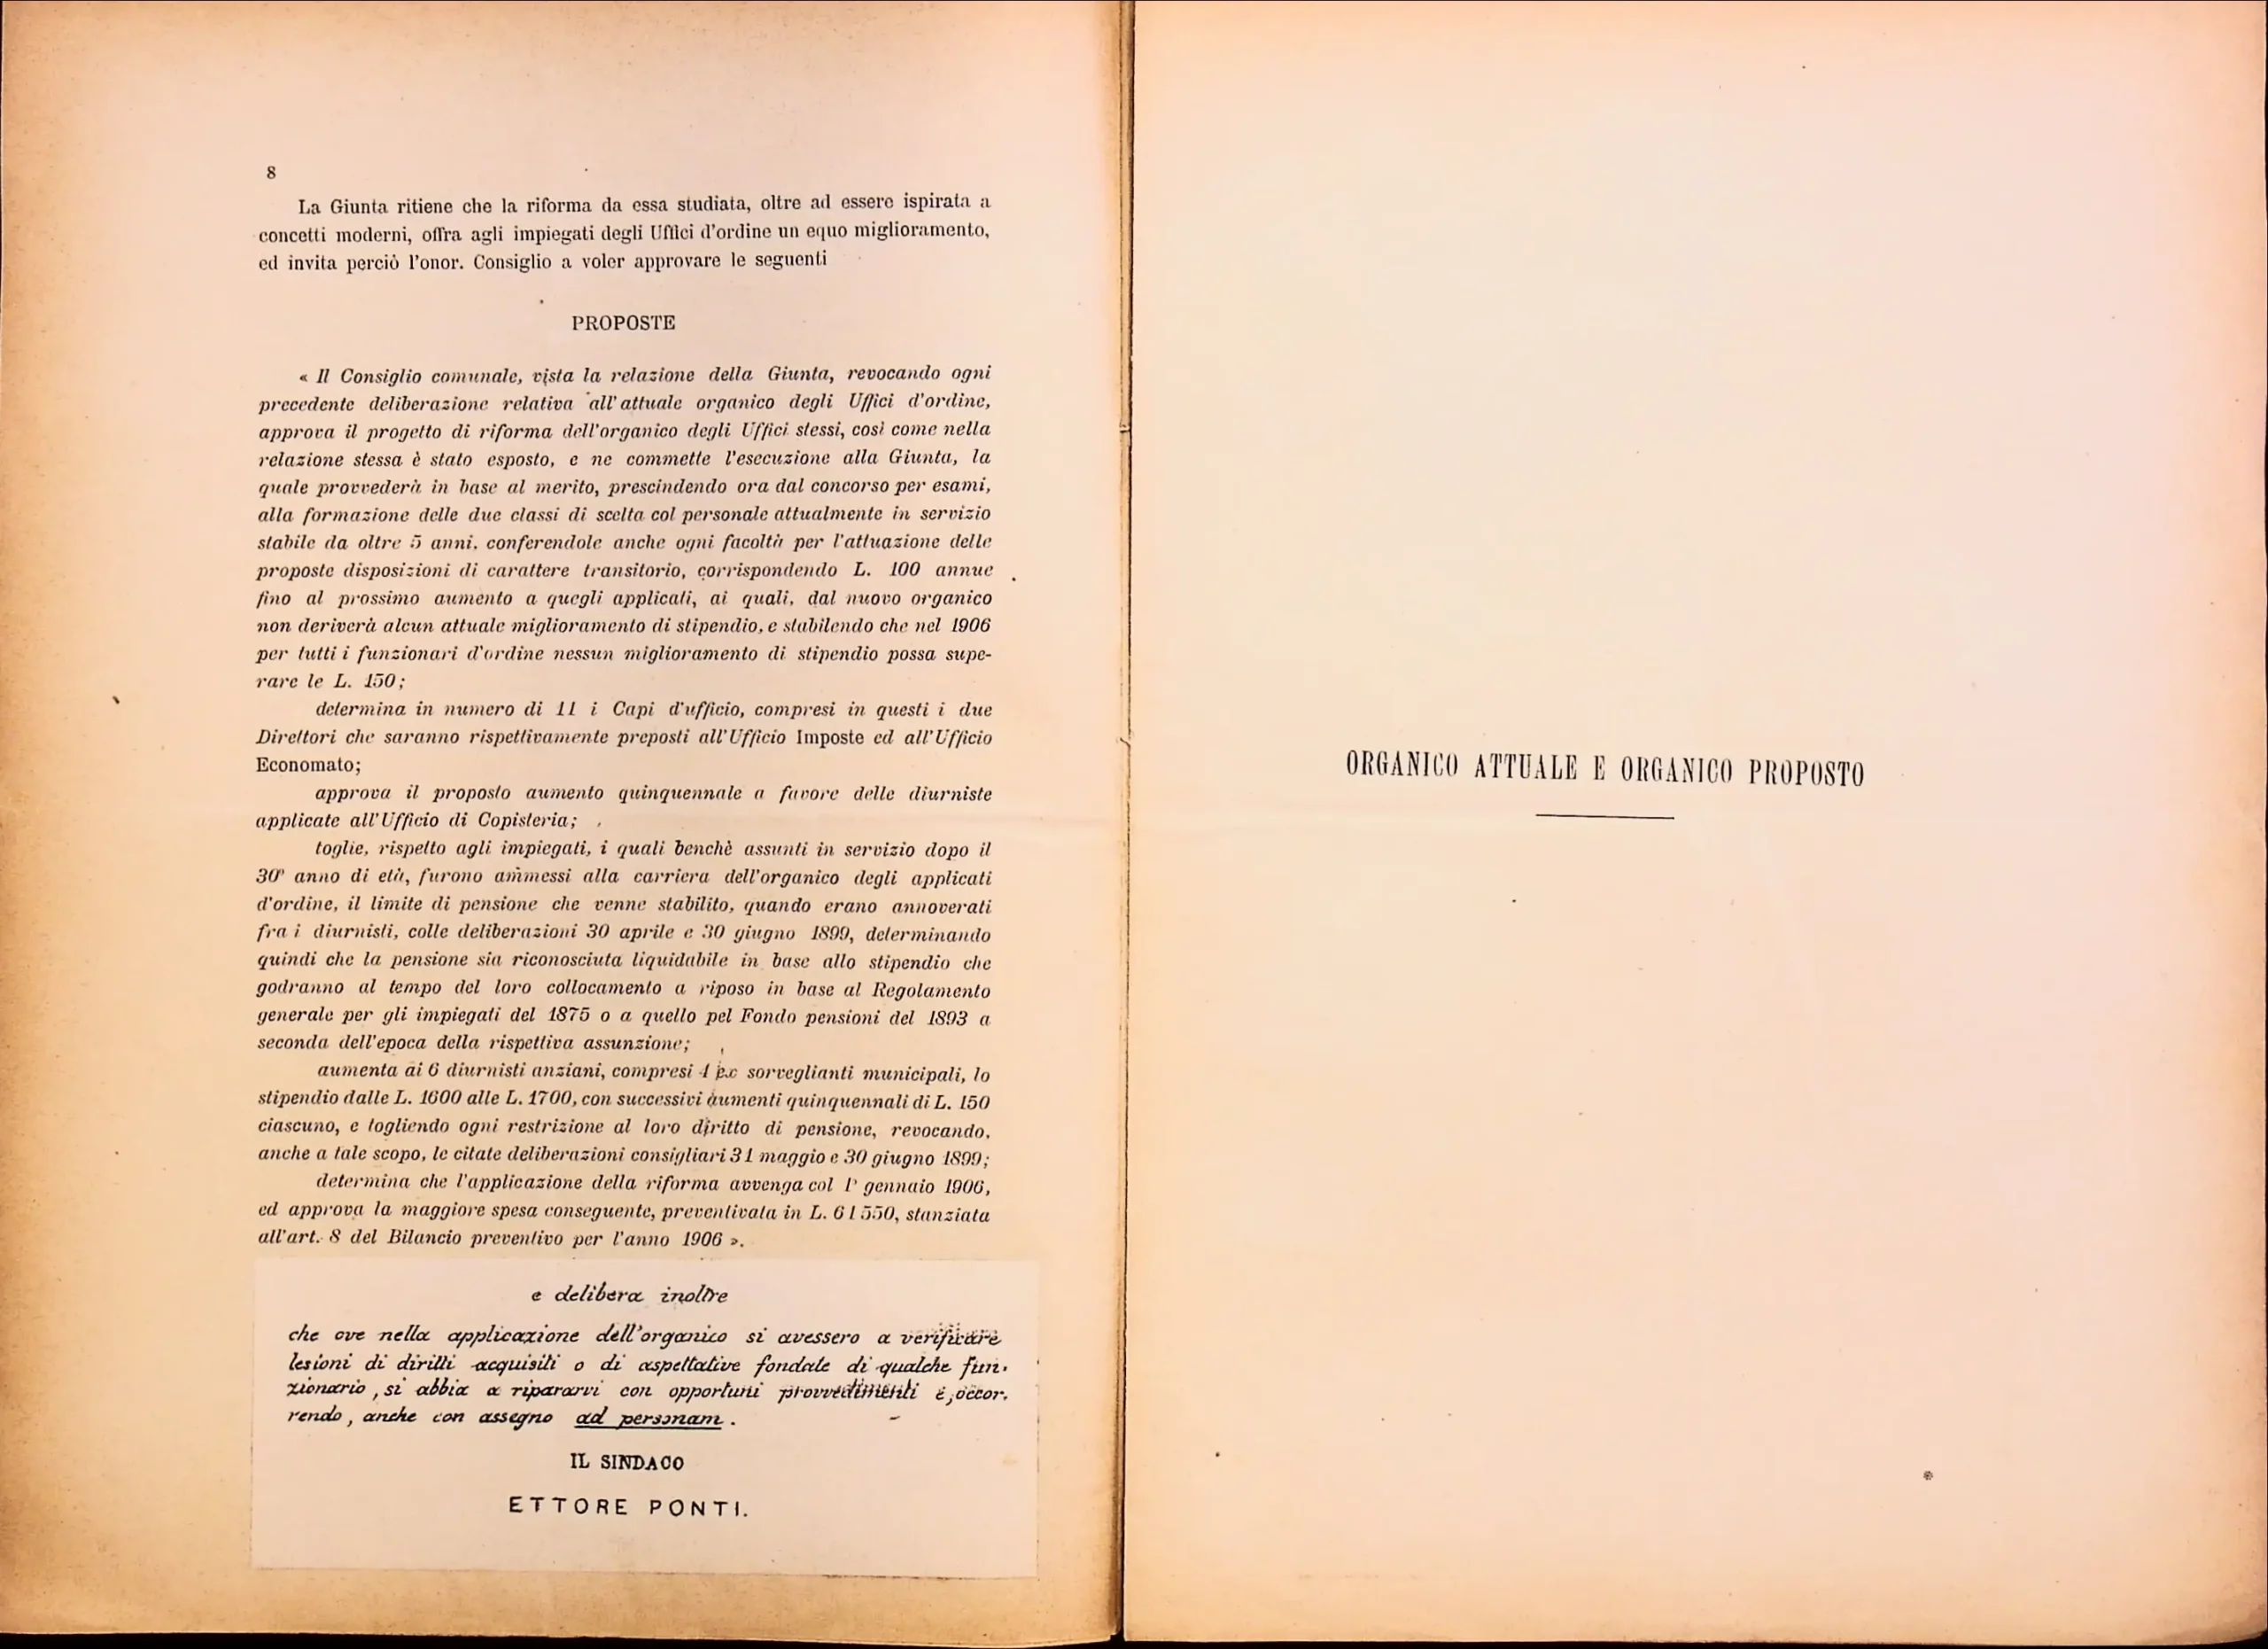 8
La Giunta ritiene che la riforma da essa studiata, oltre ad essere ispirata a
concetti moderni, offra agli impiegati degli Uffici d'ordine un equo miglioramento,
ed invita perciò l'onor. Consiglio a voler approvare le seguenti
PROPOSTE
« Il Consiglio comunale, vista la relazione della Giunta, revocando ogni
precedente deliberazione relativa all'attuale organico degli Uffici d'ordine,
approva il progetto di riforma dell'organico degli Uffici stessi, così come nella
relazione stessa è stato esposto, e ne commette l'esecuzione alla Giunta, la
quale provvederà in base al merito, prescindendo ora dal concorso per esami,
alla formazione delle due classi di scelta col personale attualmente in servizio
stabile da oltre 5 anni, conferendole anche ogni facoltà per l'attuazione delle
proposte disposizioni di carattere transitorio, corrispondendo L. 100 annue
fino al prossimo aumento a quegli applicati, ai quali, dal nuovo organico
non deriverà alcun attuale miglioramento di stipendio, e stabilendo che nel 1906
per tutti i funzionari d'ordine nessun miglioramento di stipendio possa supe-
rare le L. 150;
determina in numero di 11 i Capi d'ufficio, compresi in questi i due
Direttori che saranno rispettivamente preposti all'Ufficio Imposte ed all'Ufficio
Economato;
approva il proposto aumento quinquennale a favore delle diurniste
applicate all'Ufficio di Copisteria;
toglie, rispetto agli impiegati, i quali benchè assunti in servizio dopo il
30º anno di età, furono ammessi alla carriera dell'organico degli applicati
d'ordine, il limite di pensione che venne stabilito, quando erano annoverati
fra i diurnisti, colle deliberazioni 30 aprile e 30 giugno 1899, determinando
quindi che la pensione sia riconosciuta liquidabile in base allo stipendio che
godranno al tempo del loro collocamento a riposo in base al Regolamento
generale per gli impiegati del 1875 o a quello pel Fondo pensioni del 1893 a
seconda dell'epoca della rispettiva assunzione;
aumenta ai 6 diurnisti anziani, compresi 4 ex sorveglianti municipali, lo
stipendio dalle L. 1600 alle L. 1700, con successivi aumenti quinquennali di L. 150
ciascuno, e togliendo ogni restrizione al loro diritto di pensione, revocando,
anche a tale scopo, le citate deliberazioni consigliari 31 maggio e 30 giugno 1899;
determina che l'applicazione della riforma avvenga col 1º gennaio 1906,
ed approva la maggiore spesa conseguente, preventivata in L. 61550, stanziata
all'art. 8 del Bilancio preventivo per l'anno 1906 ».
e delibera inoltre
che ove nella applicazione dell'organico si avessero a verificare
lesioni di diritti acquisiti o di aspettative fondate di qualche fun-
zionario, si abbia a ripararvi con opportuni provvedimenti e, occor-
rendo, anche con assegno ad personam.
IL SINDACO
ETTORE PONTI.
ORGANICO ATTUALE E ORGANICO PROPOSTO